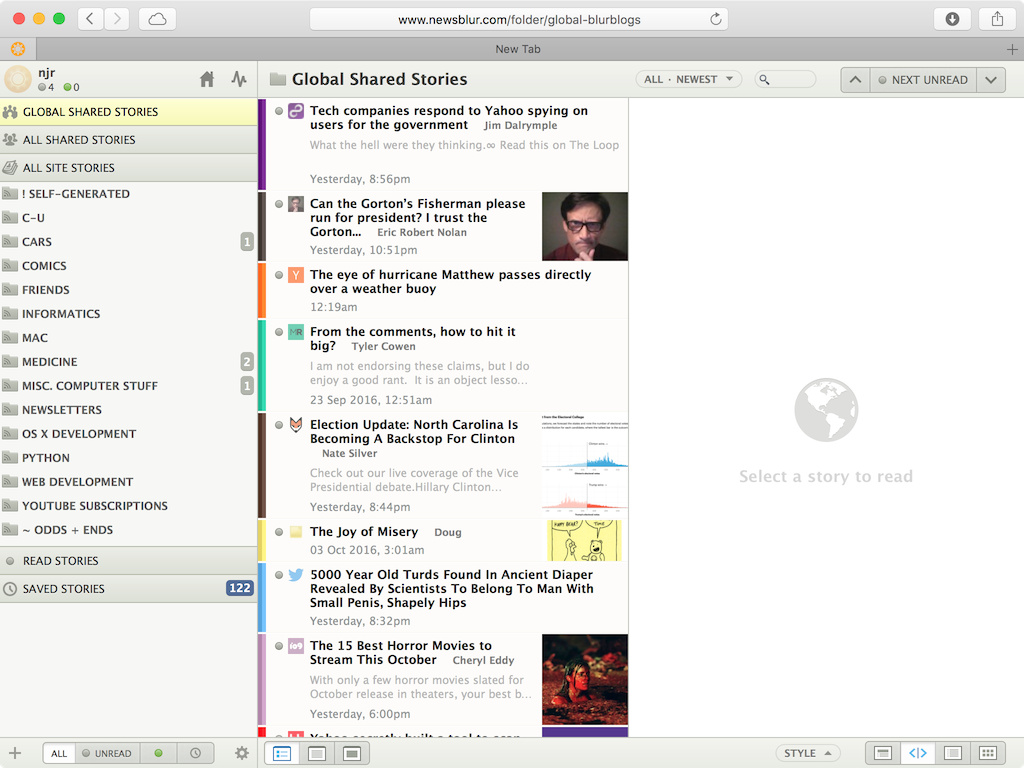 www.newsblur.com/folder/global-blurblogs
New Tab
njr
4 0
Global Shared Stories
ALL · NEWEST
NEXT UNREAD
GLOBAL SHARED STORIES
ALL SHARED STORIES
ALL SITE STORIES
! SELF-GENERATED
C-U
CARS 1
COMICS
FRIENDS
INFORMATICS
MAC
MEDICINE 2
MISC. COMPUTER STUFF 1
NEWSLETTERS
OS X DEVELOPMENT
PYTHON
WEB DEVELOPMENT
YOUTUBE SUBSCRIPTIONS
~ ODDS + ENDS
READ STORIES
SAVED STORIES 122
Tech companies respond to Yahoo spying on
users for the government Jim Dalrymple
What the hell were they thinking.∞ Read this on The Loop
Yesterday, 8:56pm
Can the Gorton’s Fisherman please
run for president? I trust the
Gorton... Eric Robert Nolan
Yesterday, 10:51pm
Y
The eye of hurricane Matthew passes directly
over a weather buoy
12:19am
MR
From the comments, how to hit it
big? Tyler Cowen
I am not endorsing these claims, but I do
enjoy a good rant. It is an object lesso...
23 Sep 2016, 12:51am
Election Update: North Carolina Is
Becoming A Backstop For Clinton
Nate Silver
Check out our live coverage of the Vice
Presidential debate.Hillary Clinton...
Yesterday, 8:44pm
The Joy of Misery Doug
03 Oct 2016, 3:01am
5000 Year Old Turds Found In Ancient Diaper
Revealed By Scientists To Belong To Man With
Small Penis, Shapely Hips
Yesterday, 8:32pm
io9
The 15 Best Horror Movies to
Stream This October Cheryl Eddy
With only a few horror movies slated for
October release in theaters, your best b...
Yesterday, 6:00pm
Yahoo secretly built a tool to scan
Select a story to read
ALL UNREAD
STYLE